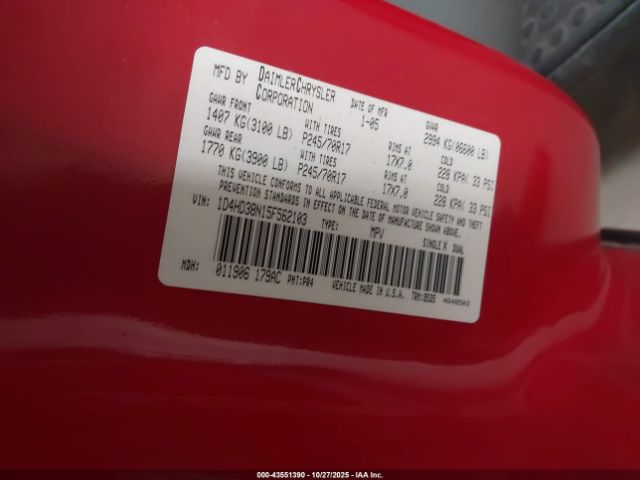 MFD BY DAIMLERCHRYSLER CORPORATION DATE OF MFR 1-05 GVWR 2994 KG(06600 LB)
GAWR FRONT WITH TIRES RIMS AT COLD
1407 KG(3100 LB) P245/70R17 17X7.0 228 KPA( 33 PSI
GAWR REAR WITH TIRES RIMS AT COLD
1770 KG(3900 LB) P245/70R17 17X7.0 228 KPA( 33 PSI
THIS VEHICLE CONFORMS TO ALL APPLICABLE FEDERAL MOTOR VEHICLE SAFETY AND THEFT
PREVENTION STANDARDS IN EFFECT ON THE DATE OF MANUFACTURE SHOWN ABOVE.
VIN: 1D4HD38N15F562103 TYPE: MPV SINGLE X DUAL
MDH: 011906 179AC PNT:PR4 VEHICLE MADE IN U.S.A. TRM:B5D5 4648503
000-43551390 - 10/27/2025 - IAA Inc.